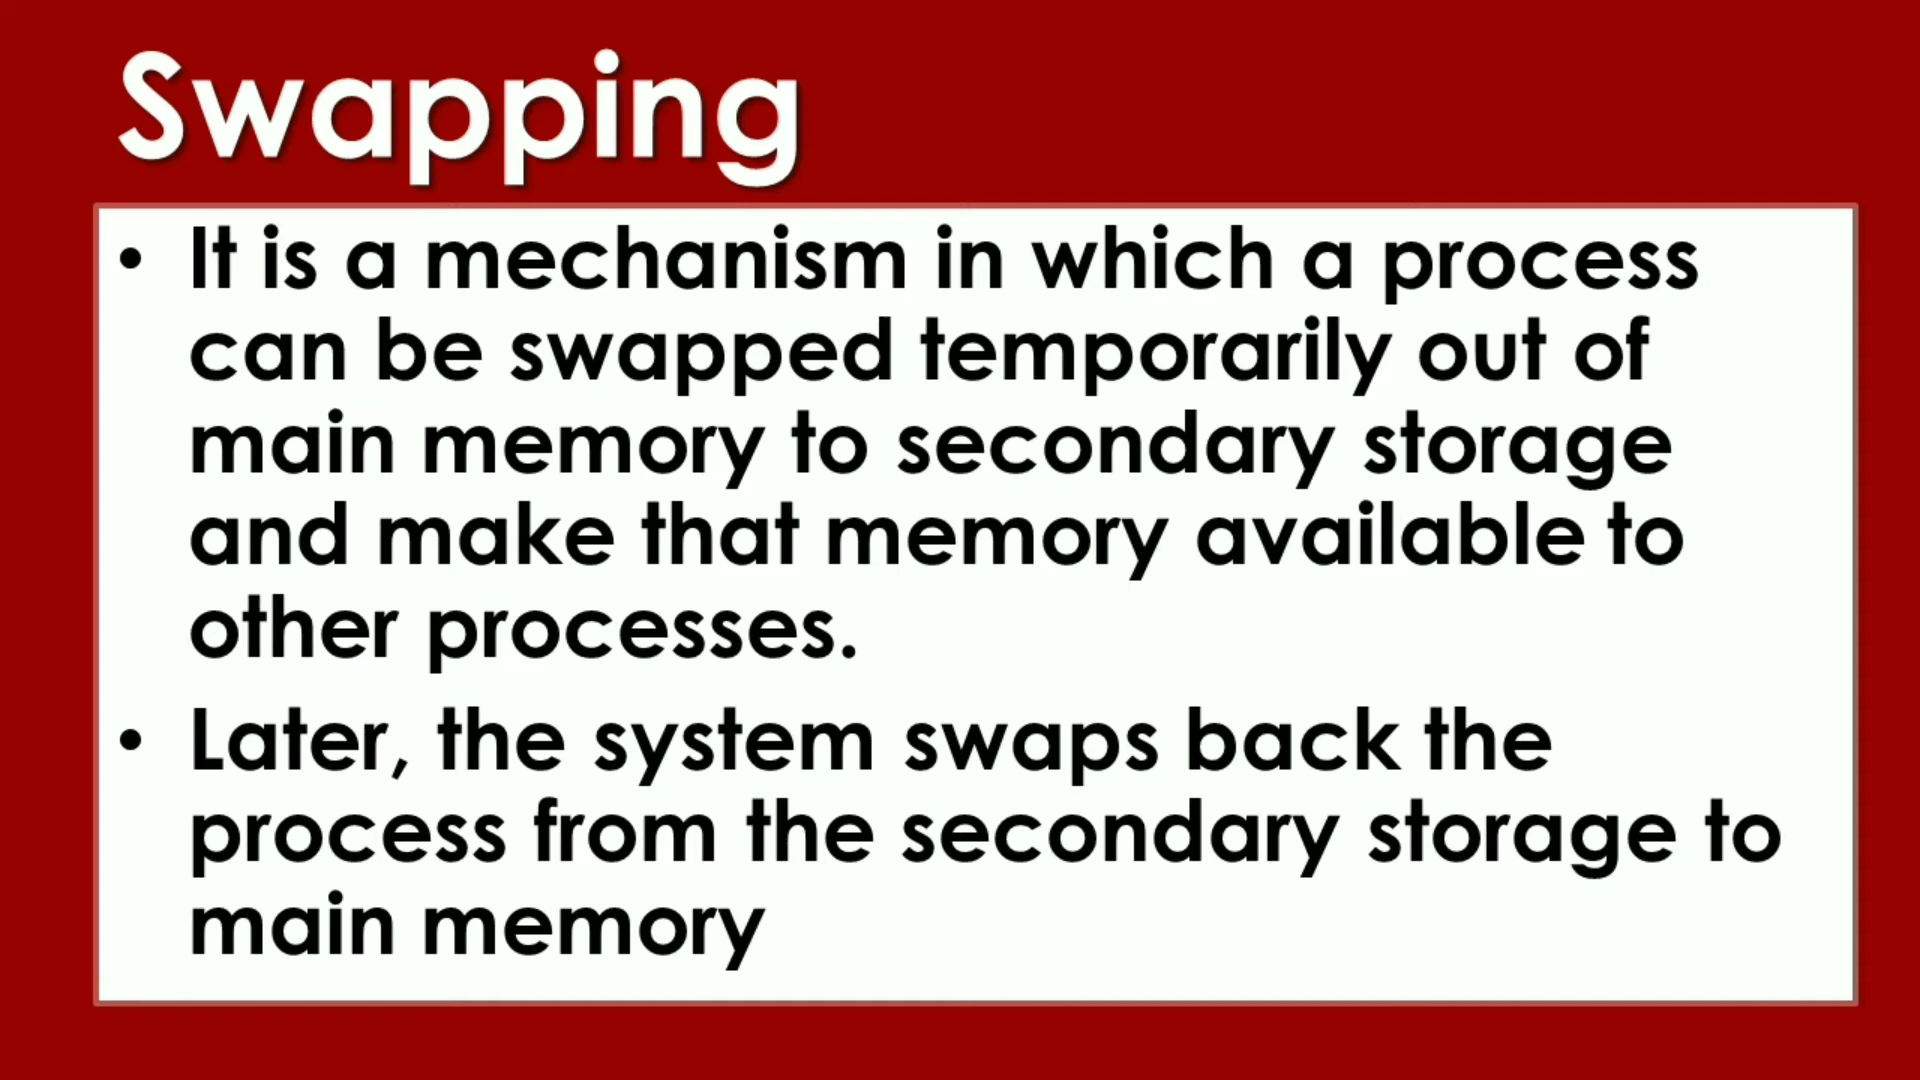 Swapping
• It is a mechanism in which a process
can be swapped temporarily out of
main memory to secondary storage
and make that memory available to
other processes.
• Later, the system swaps back the
process from the secondary storage to
main memory